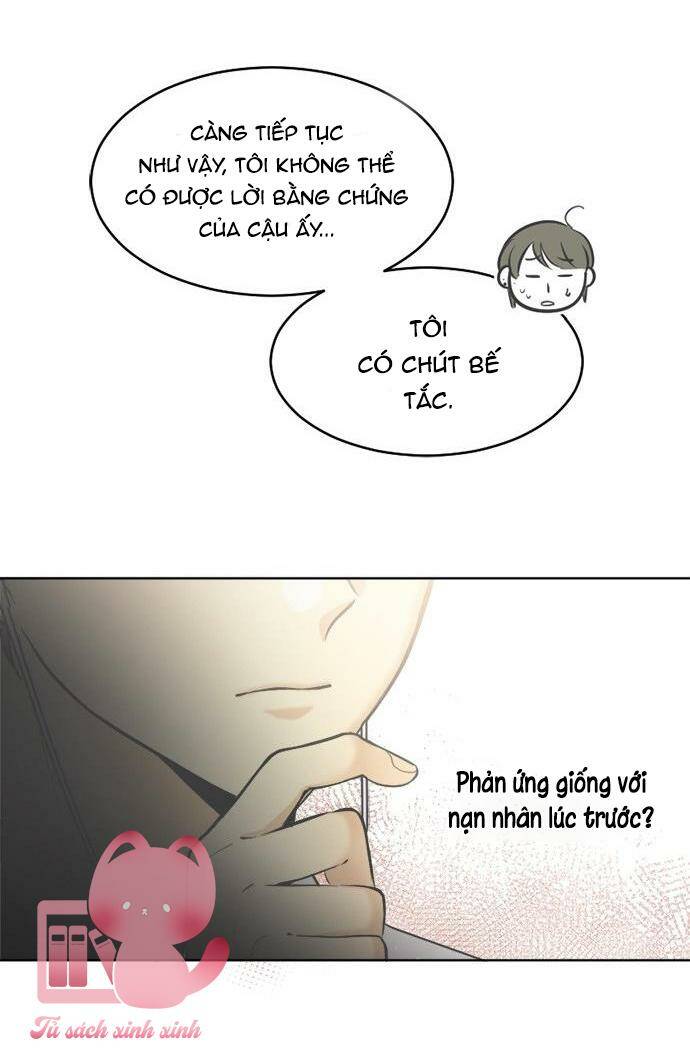 CÀNG TIẾP TỤC
NHƯ VẬY, TÔI KHÔNG THỂ
CÓ ĐƯỢC LỜI BẰNG CHỨNG
CỦA CẬU ẤY...
TÔI
CÓ CHÚT BẾ
TẮC.
Phản ứng giống với
nạn nhân lúc trước?
Tủ sách xinh xinh